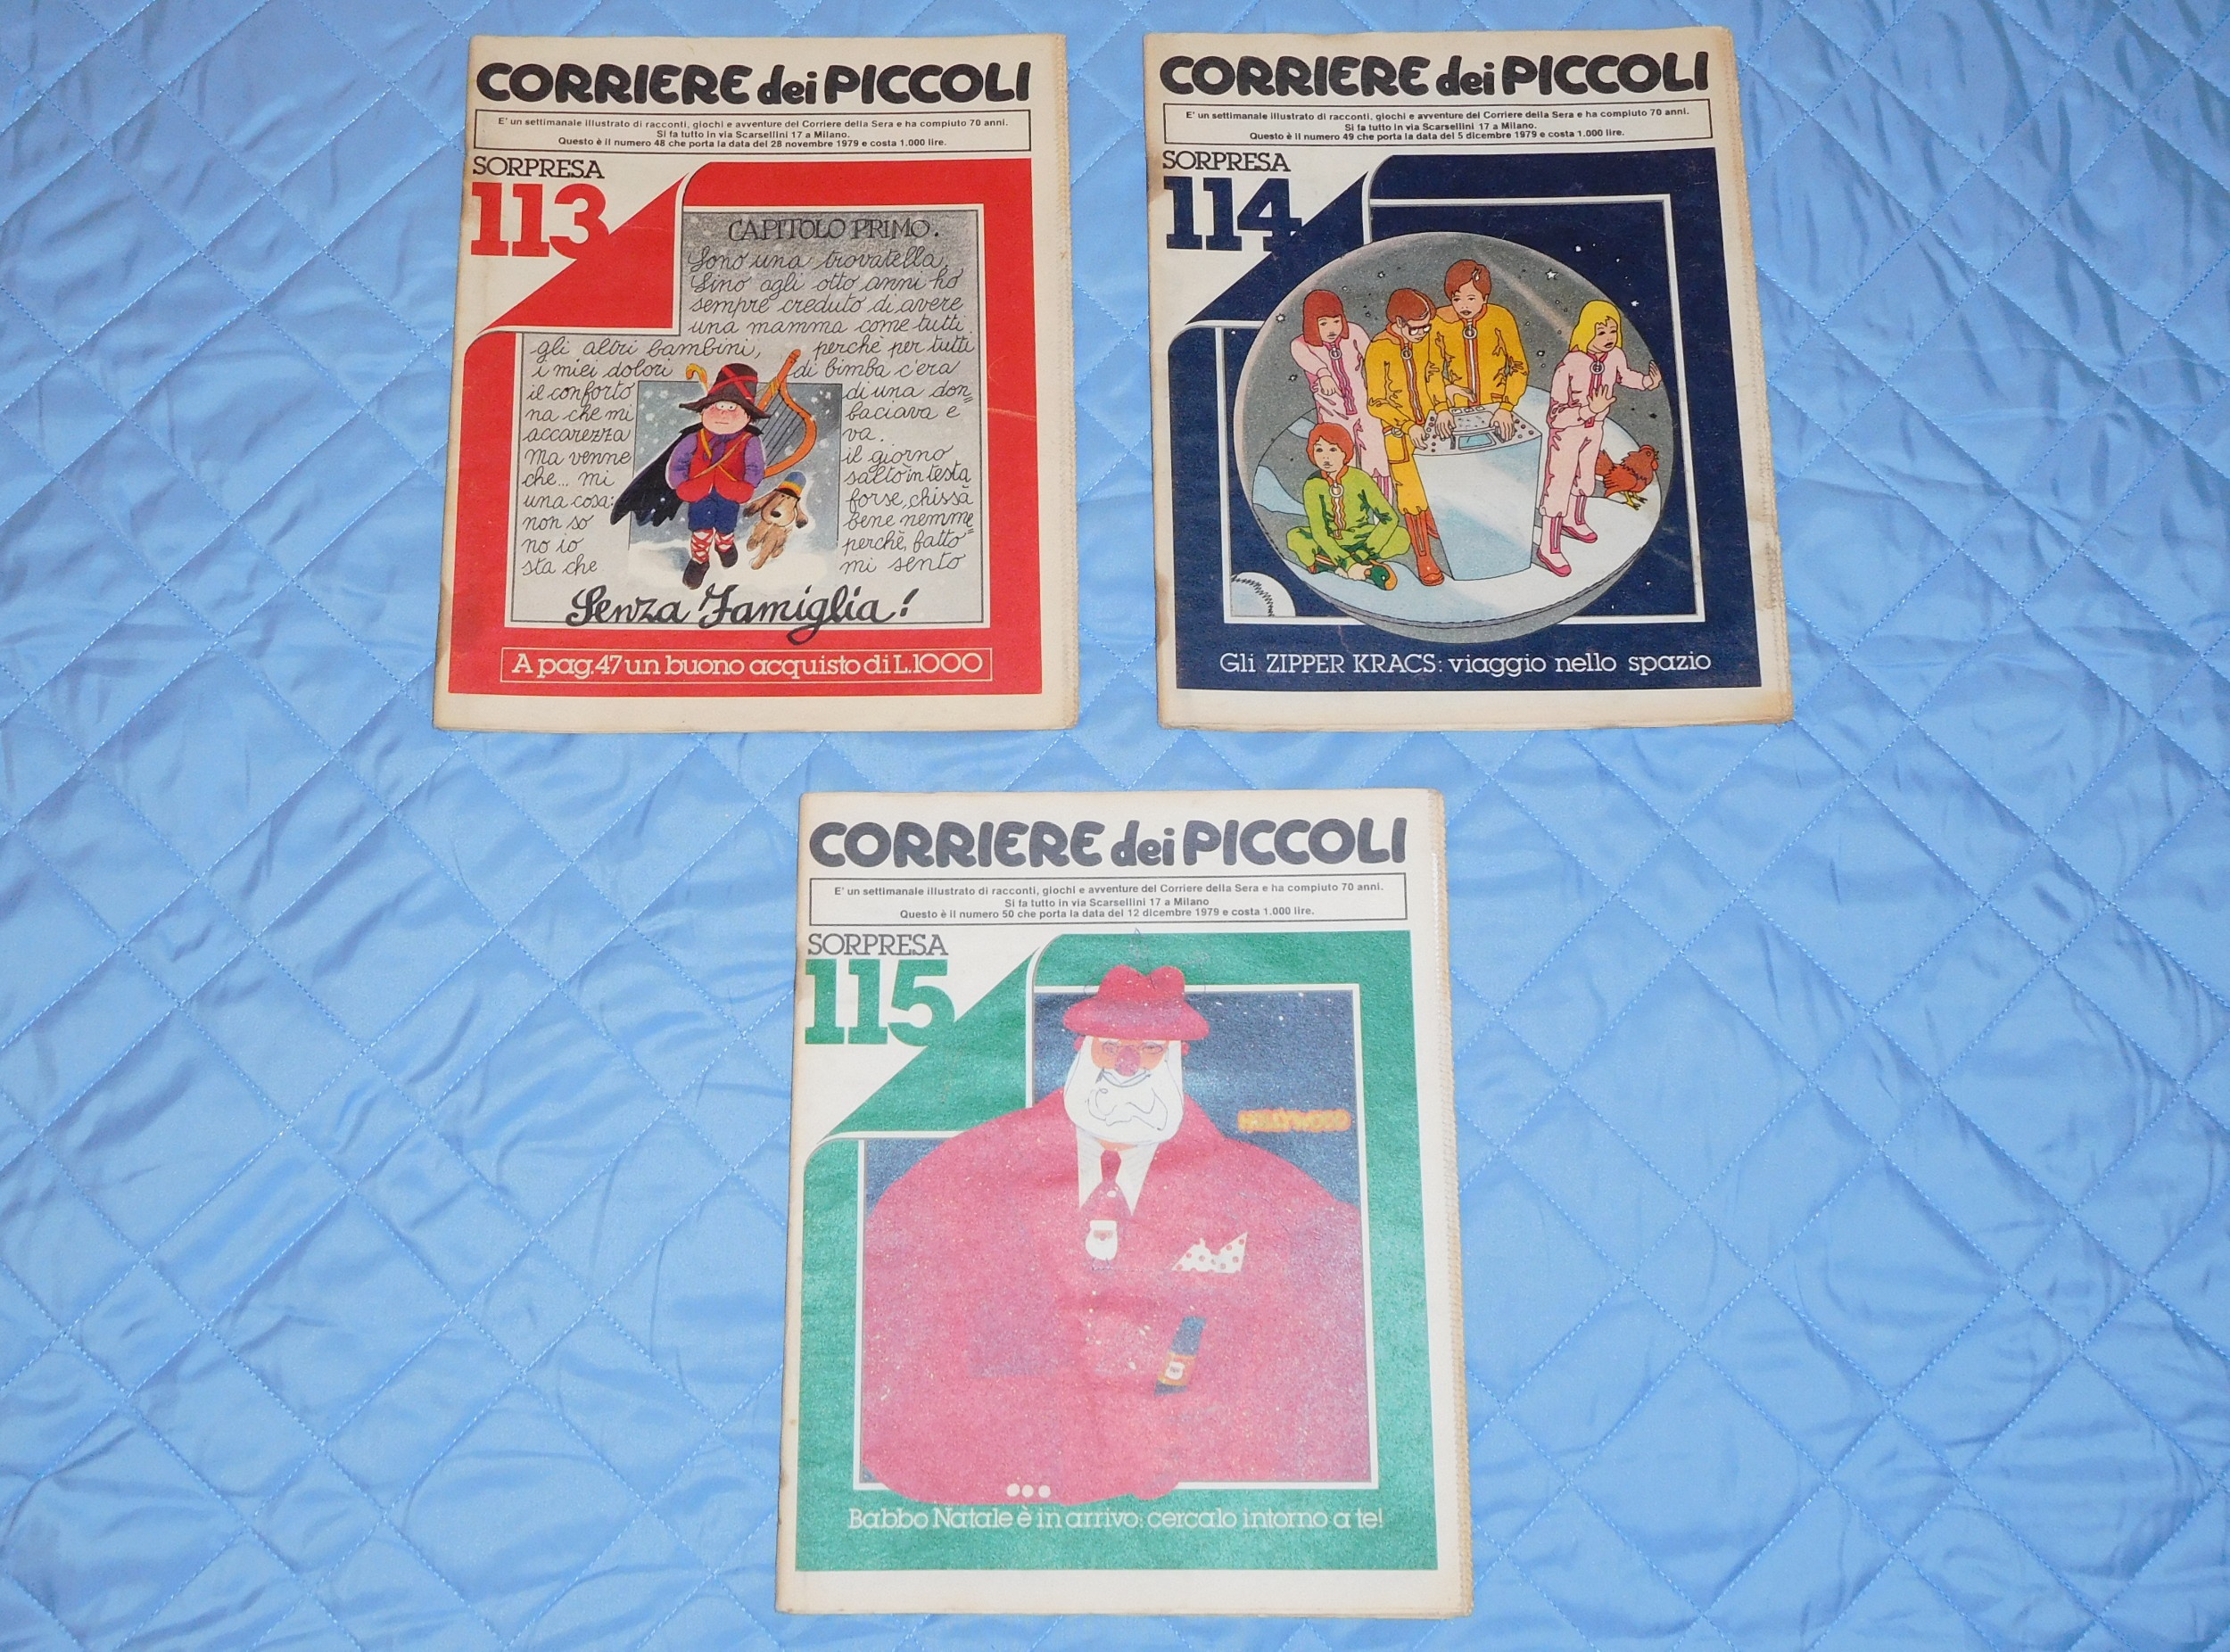 CORRIERE dei PICCOLI
E' un settimanale illustrato di racconti, giochi e avventure del Corriere della Sera e ha compiuto 70 anni.
Si fa tutto in via Scarsellini 17 a Milano.
Questo è il numero 48 che porta la data del 28 novembre 1979 e costa 1.000 lire.
SORPRESA
113
CAPITOLO PRIMO.
Sono una trovatella
Sino agli otto anni ho
sempre creduto di avere
una mamma come tutti
gli altri bambini, perchè per tutti
i miei dolori di bimba c'era
il conforto di una don=
na che mi baciava e
accarezza va.
Ma venne il giorno
che... mi saltò in testa
una cosa: forse, chissà
non so bene nemme=
no io perchè, fatto
sta che mi sento
Senza Famiglia!
A pag. 47 un buono acquisto di L. 1000
CORRIERE dei PICCOLI
E' un settimanale illustrato di racconti, giochi e avventure del Corriere della Sera e ha compiuto 70 anni.
Si fa tutto in via Scarsellini 17 a Milano.
Questo è il numero 49 che porta la data del 5 dicembre 1979 e costa 1.000 lire.
SORPRESA
114
Gli ZIPPER KRACS: viaggio nello spazio
CORRIERE dei PICCOLI
E' un settimanale illustrato di racconti, giochi e avventure del Corriere della Sera e ha compiuto 70 anni.
Si fa tutto in via Scarsellini 17 a Milano
Questo è il numero 50 che porta la data del 12 dicembre 1979 e costa 1.000 lire.
SORPRESA
115
HOLLYWOOD
Babbo Natale è in arrivo: cercalo intorno a te!